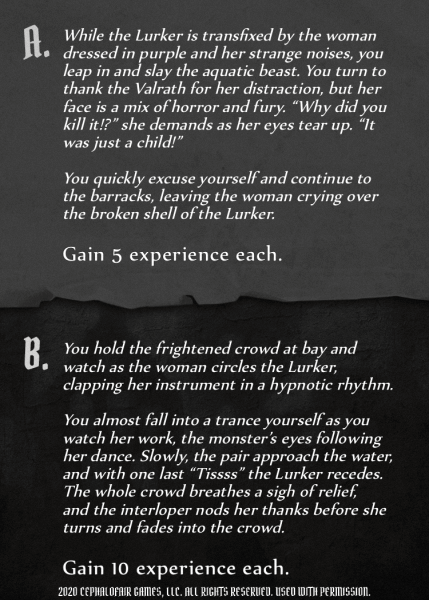 A.
While the Lurker is transfixed by the woman
dressed in purple and her strange noises, you
leap in and slay the aquatic beast. You turn to
thank the Valrath for her distraction, but her
face is a mix of horror and fury. “Why did you
kill it!?” she demands as her eyes tear up. “It
was just a child!”
You quickly excuse yourself and continue to
the barracks, leaving the woman crying over
the broken shell of the Lurker.
Gain 5 experience each.
B.
You hold the frightened crowd at bay and
watch as the woman circles the Lurker,
clapping her instrument in a hypnotic rhythm.
You almost fall into a trance yourself as you
watch her work, the monster’s eyes following
her dance. Slowly, the pair approach the water,
and with one last “Tissss” the Lurker recedes.
The whole crowd breathes a sigh of relief,
and the interloper nods her thanks before she
turns and fades into the crowd.
Gain 10 experience each.
2020 CEPHALOFAIR GAMES, LLC. ALL RIGHTS RESERVED. USED WITH PERMISSION.